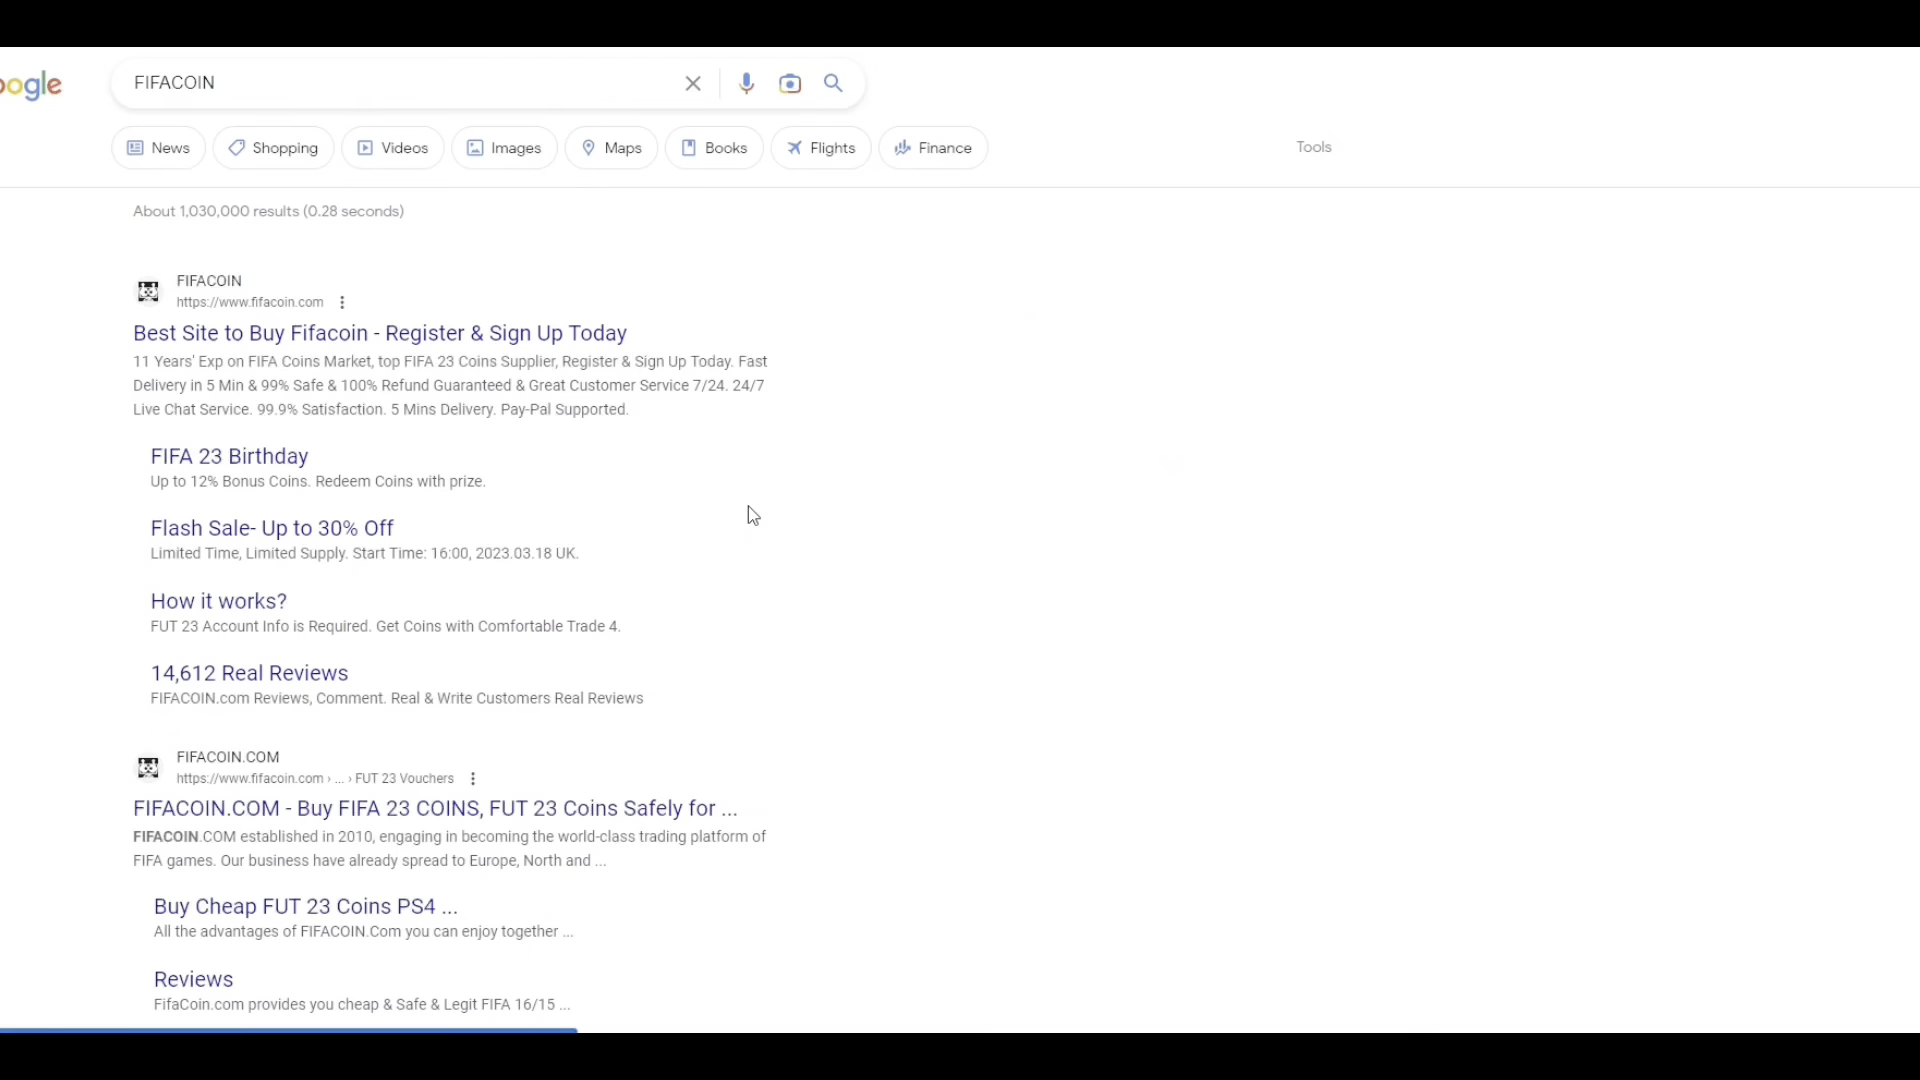 oogle
FIFACOIN
News
Shopping
Videos
Images
Maps
Books
Flights
Finance
Tools
About 1,030,000 results (0.28 seconds)
FIFACOIN
https://www.fifacoin.com
Best Site to Buy Fifacoin - Register & Sign Up Today
11 Years' Exp on FIFA Coins Market, top FIFA 23 Coins Supplier, Register & Sign Up Today. Fast
Delivery in 5 Min & 99% Safe & 100% Refund Guaranteed & Great Customer Service 7/24. 24/7
Live Chat Service. 99.9% Satisfaction. 5 Mins Delivery. Pay-Pal Supported.
FIFA 23 Birthday
Up to 12% Bonus Coins. Redeem Coins with prize.
Flash Sale- Up to 30% Off
Limited Time, Limited Supply. Start Time: 16:00, 2023.03.18 UK.
How it works?
FUT 23 Account Info is Required. Get Coins with Comfortable Trade 4.
14,612 Real Reviews
FIFACOIN.com Reviews, Comment. Real & Write Customers Real Reviews
FIFACOIN.COM
https://www.fifacoin.com › ... › FUT 23 Vouchers
FIFACOIN.COM - Buy FIFA 23 COINS, FUT 23 Coins Safely for ...
FIFACOIN.COM established in 2010, engaging in becoming the world-class trading platform of
FIFA games. Our business have already spread to Europe, North and ...
Buy Cheap FUT 23 Coins PS4 ...
All the advantages of FIFACOIN.Com you can enjoy together ...
Reviews
FifaCoin.com provides you cheap & Safe & Legit FIFA 16/15 ...